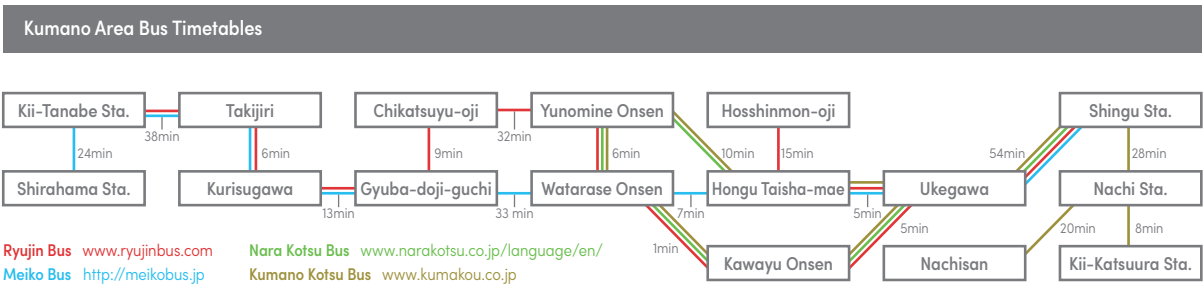 Kumano Area Bus Timetables
Kii-Tanabe Sta.
Takijiri
Chikatsuyu-oji
Yunomine Onsen
Hosshinmon-oji
Shingu Sta.
38min
32min
24min
6min
9min
6min
10min
15min
54min
28min
Shirahama Sta.
Kurisugawa
Gyuba-doji-guchi
Watarase Onsen
Hongu Taisha-mae
Ukegawa
Nachi Sta.
13min
33 min
7min
5min
1min
5min
20min
8min
Kawayu Onsen
Nachisan
Kii-Katsuura Sta.
Ryujin Bus www.ryujinbus.com
Nara Kotsu Bus www.narakotsu.co.jp/language/en/
Meiko Bus http://meikobus.jp
Kumano Kotsu Bus www.kumakou.co.jp